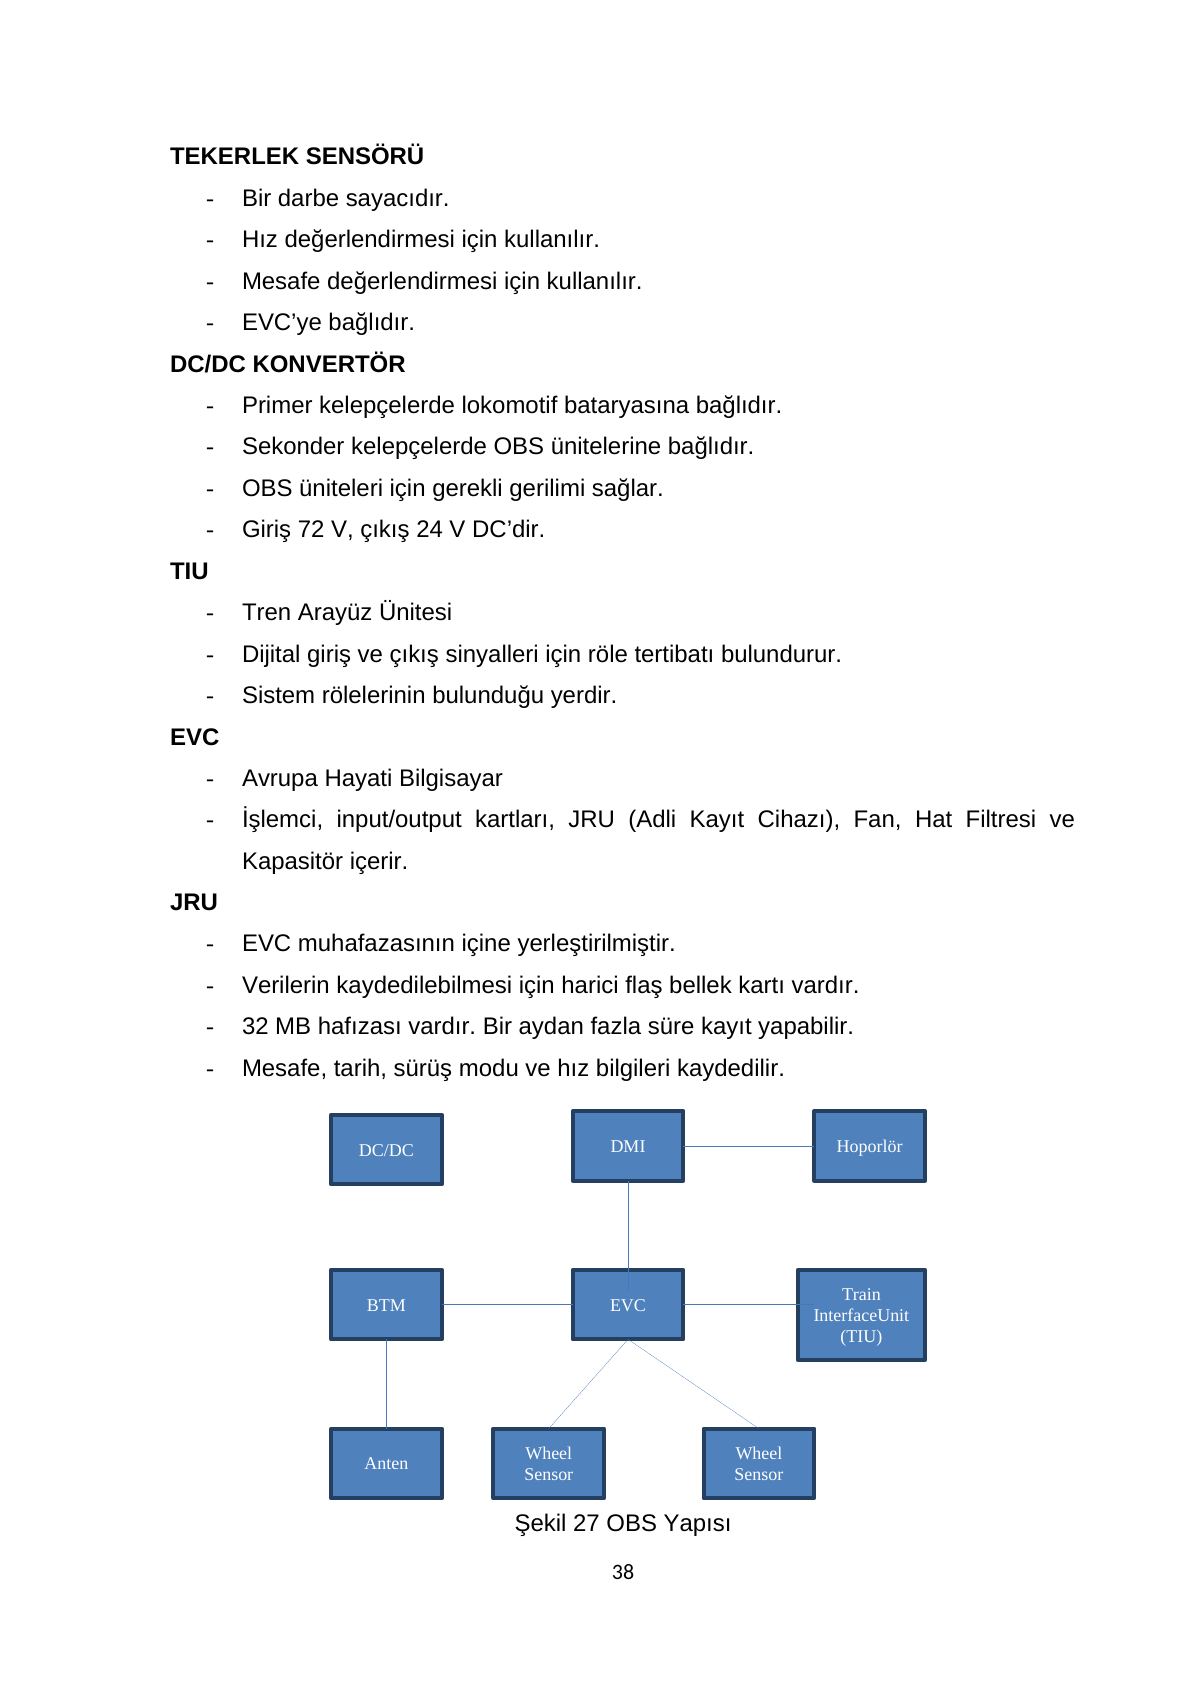 TEKERLEK SENSÖRÜ
- Bir darbe sayacıdır.
- Hız değerlendirmesi için kullanılır.
- Mesafe değerlendirmesi için kullanılır.
- EVC’ye bağlıdır.
DC/DC KONVERTÖR
- Primer kelepçelerde lokomotif bataryasına bağlıdır.
- Sekonder kelepçelerde OBS ünitelerine bağlıdır.
- OBS üniteleri için gerekli gerilimi sağlar.
- Giriş 72 V, çıkış 24 V DC’dir.
TIU
- Tren Arayüz Ünitesi
- Dijital giriş ve çıkış sinyalleri için röle tertibatı bulundurur.
- Sistem rölelerinin bulunduğu yerdir.
EVC
- Avrupa Hayati Bilgisayar
- İşlemci, input/output kartları, JRU (Adli Kayıt Cihazı), Fan, Hat Filtresi ve
Kapasitör içerir.
JRU
- EVC muhafazasının içine yerleştirilmiştir.
- Verilerin kaydedilebilmesi için harici flaş bellek kartı vardır.
- 32 MB hafızası vardır. Bir aydan fazla süre kayıt yapabilir.
- Mesafe, tarih, sürüş modu ve hız bilgileri kaydedilir.
DC/DC
DMI
Hoporlör
BTM
EVC
Train
InterfaceUnit
(TIU)
Anten
Wheel
Sensor
Wheel
Sensor
Şekil 27 OBS Yapısı
38